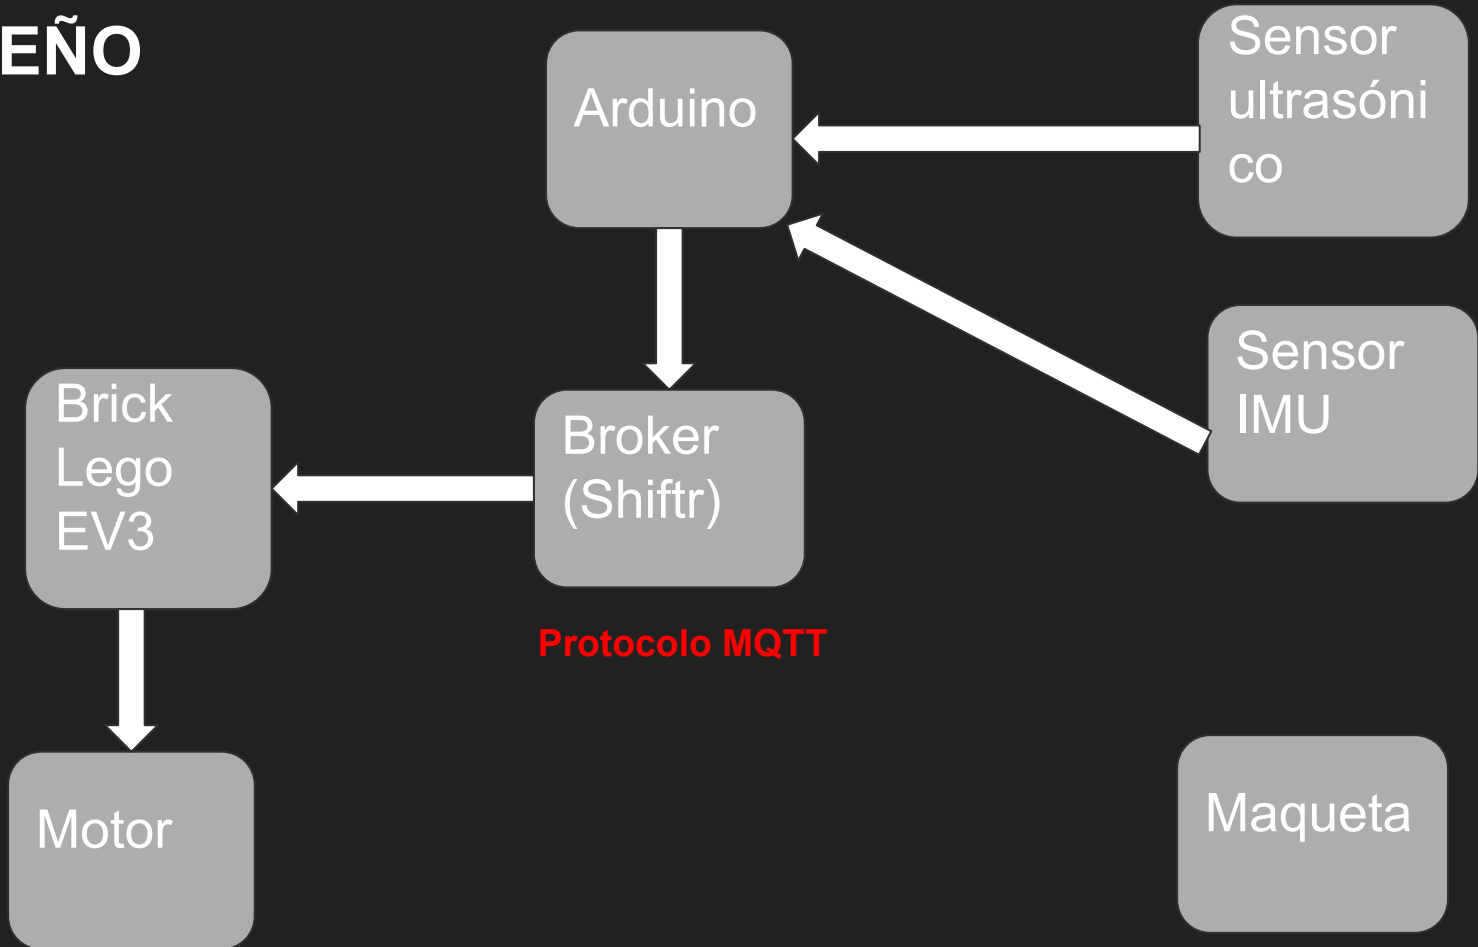 EÑO
Arduino
Sensor
ultrasóni
co
Sensor
IMU
Brick
Lego
EV3
Broker
(Shiftr)
Protocolo MQTT
Motor
Maqueta